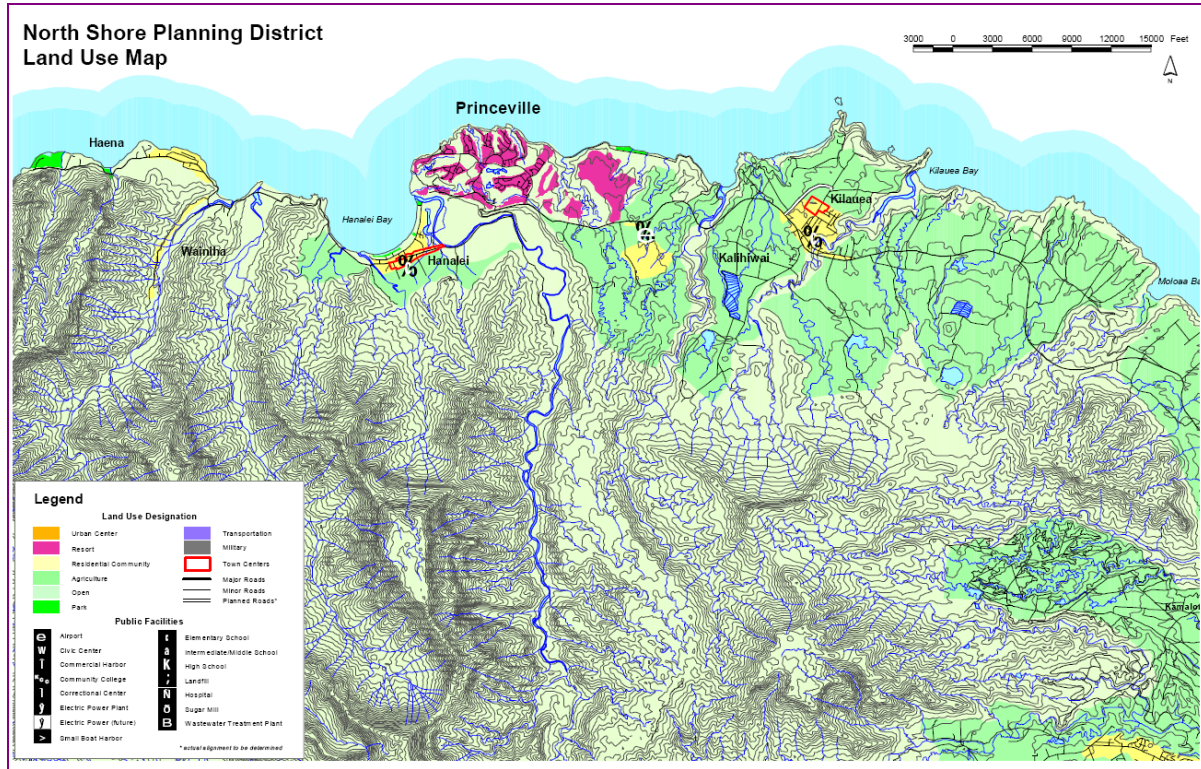 North Shore Planning District
Land Use Map
3000 0 3000 6000 9000 12000 15000 Feet
N
Princeville
Haena
Kilauea Bay
Kilauea
Hanalei Bay
Wainiha
Hanalei
Kalihiwai
Moloaa Ba
Legend
Land Use Designation
Urban Center
Resort
Residential Community
Agriculture
Open
Park
Transportation
Military
Town Centers
Major Roads
Minor Roads
Planned Roads*
Public Facilities
e Airport
w Civic Center
Commercial Harbor
Community College
Correctional Center
Electric Power Plant
Electric Power (future)
> Small Boat Harbor
Elementary School
a Intermediate/Middle School
K High School
; Landfill
Ñ Hospital
Sugar Mill
B Wastewater Treatment Plant
* actual alignment to be determined